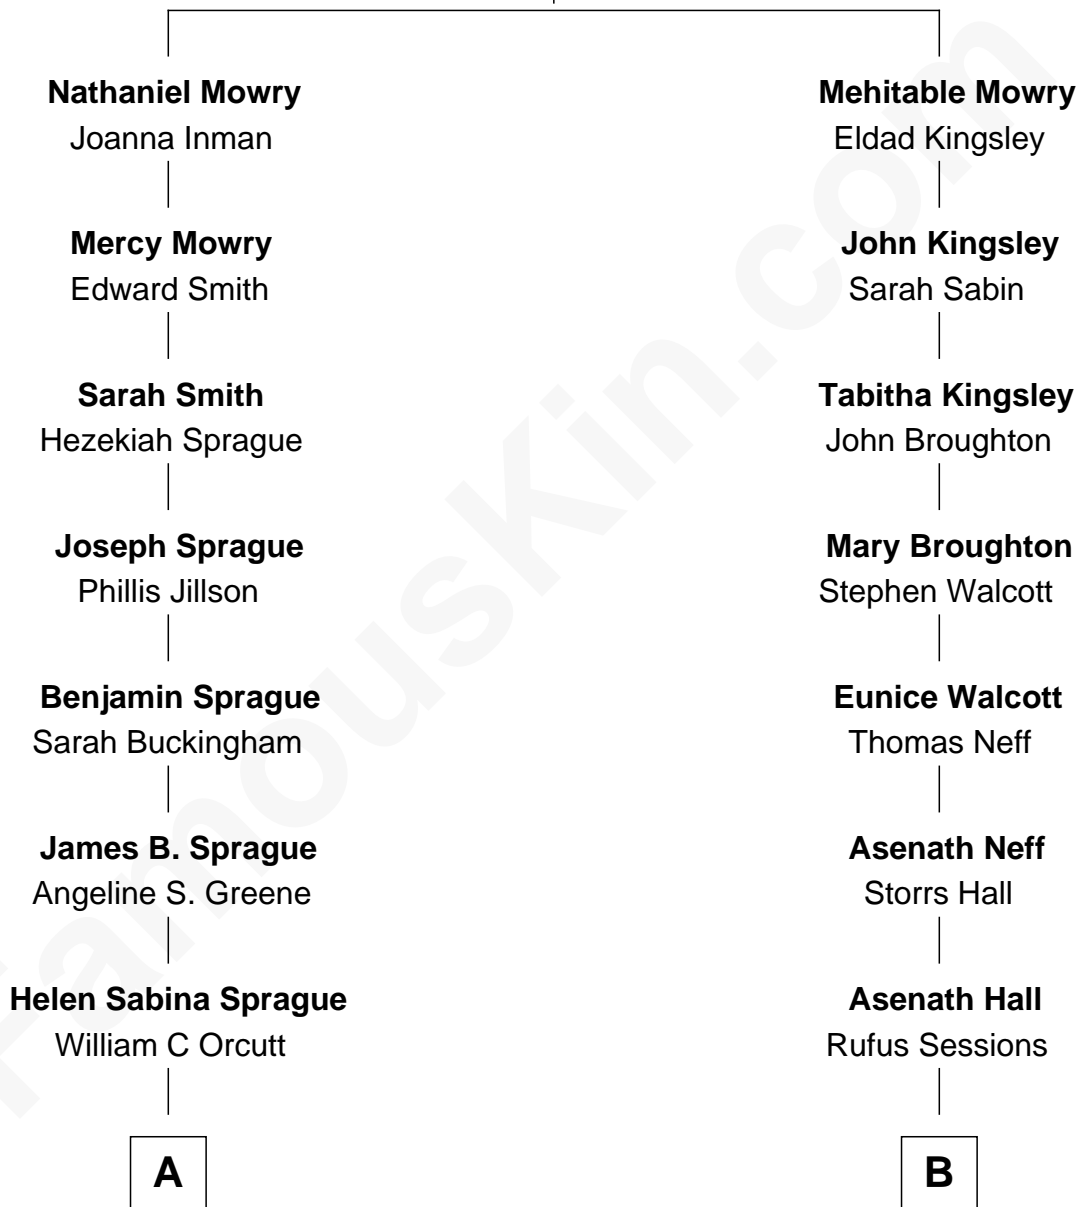 Nathaniel Mowry
Joanna Inman
Mercy Mowry
Edward Smith
Sarah Smith
Hezekiah Sprague
Joseph Sprague
Phillis Jillson
Benjamin Sprague
Sarah Buckingham
James B. Sprague
Angeline S. Greene
Helen Sabina Sprague
William C Orcutt
A
Mehitable Mowry
Eldad Kingsley
John Kingsley
Sarah Sabin
Tabitha Kingsley
John Broughton
Mary Broughton
Stephen Walcott
Eunice Walcott
Thomas Neff
Asenath Neff
Storrs Hall
Asenath Hall
Rufus Sessions
B
FamousKin.com